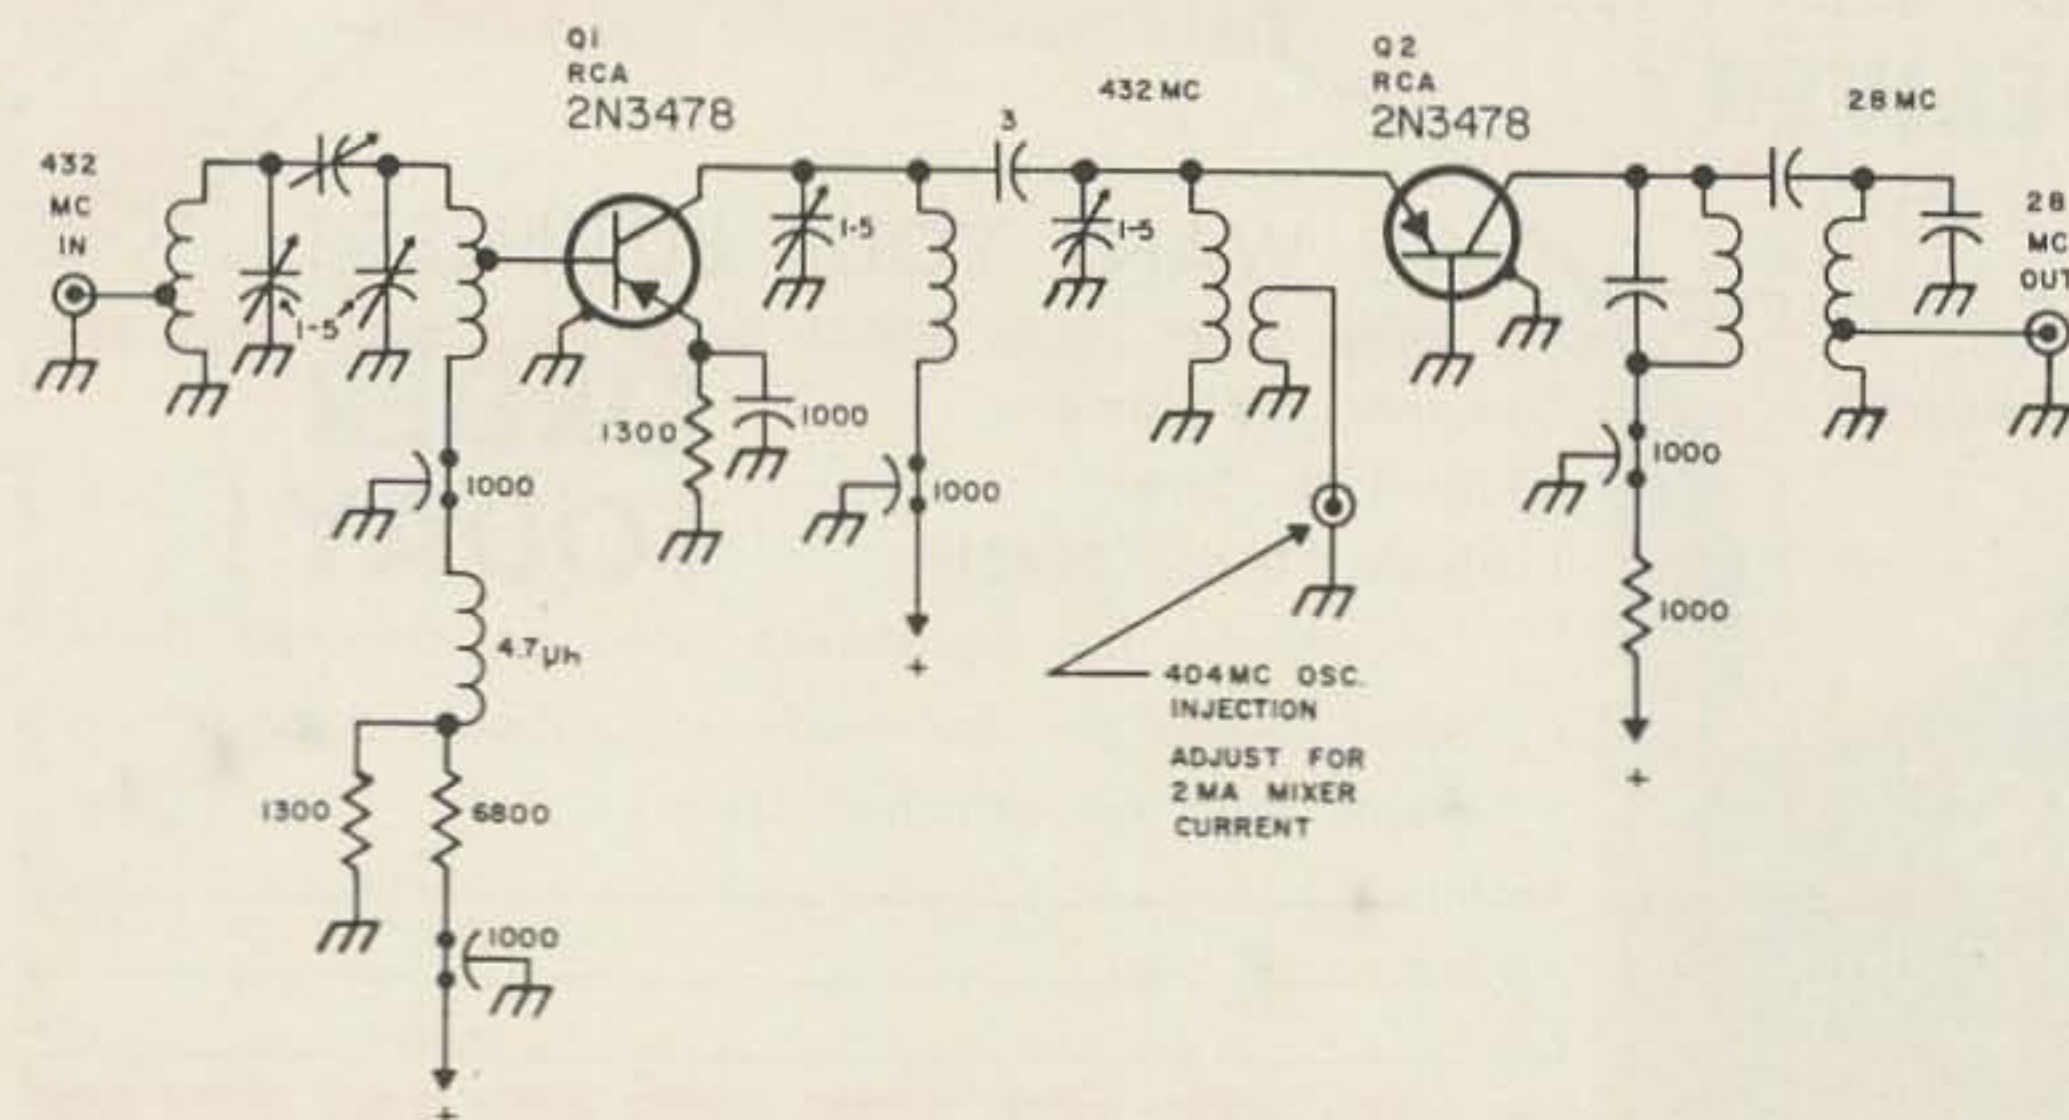 Q1
RCA
2N3478
432 MC
Q2
RCA
2N3478
28 MC
432
MC
IN
3
1-5
1-5
1-5
28
MC
OUT
1300
1000
1000
1000
1000
4.7μh
1000
404 MC OSC.
INJECTION
ADJUST FOR
2 MA MIXER
CURRENT
+
+
1300
6800
1000
+